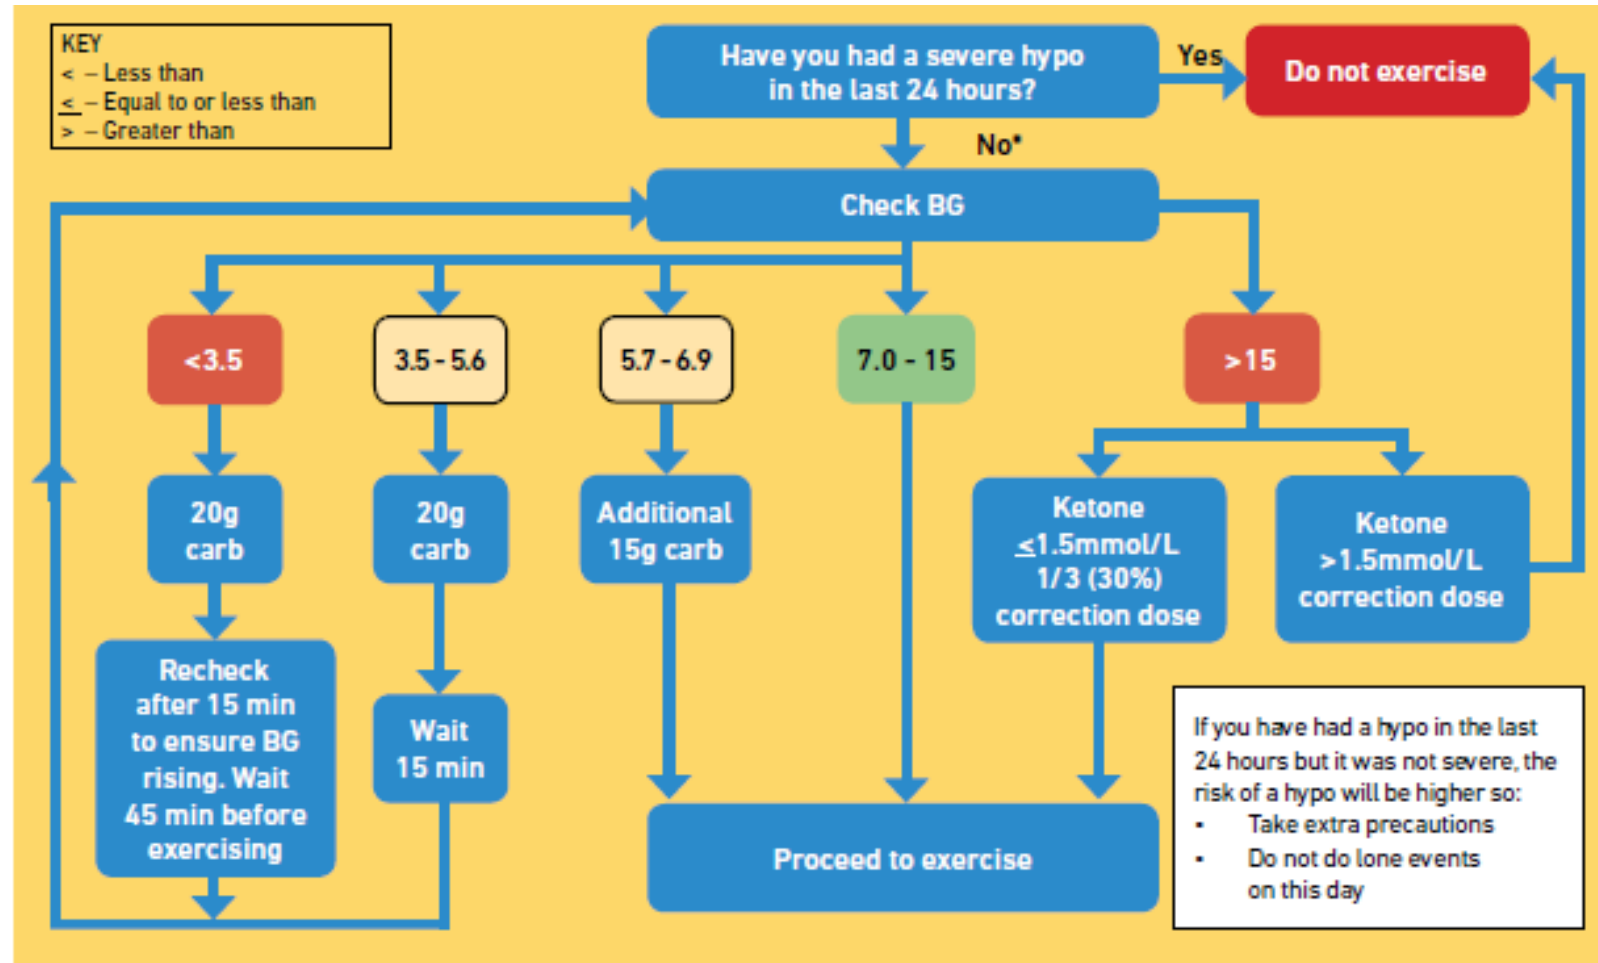 KEY
< – Less than
≤ – Equal to or less than
> – Greater than
Have you had a severe hypo
in the last 24 hours?
Yes
Do not exercise
No*
Check BG
<3.5
3.5 - 5.6
5.7 - 6.9
7.0 - 15
>15
20g
carb
20g
carb
Additional
15g carb
Ketone
≤1.5mmol/L
1/3 (30%)
correction dose
Ketone
>1.5mmol/L
correction dose
Recheck
after 15 min
to ensure BG
rising. Wait
45 min before
exercising
Wait
15 min
Proceed to exercise
If you have had a hypo in the last
24 hours but it was not severe, the
risk of a hypo will be higher so:
• Take extra precautions
• Do not do lone events
on this day